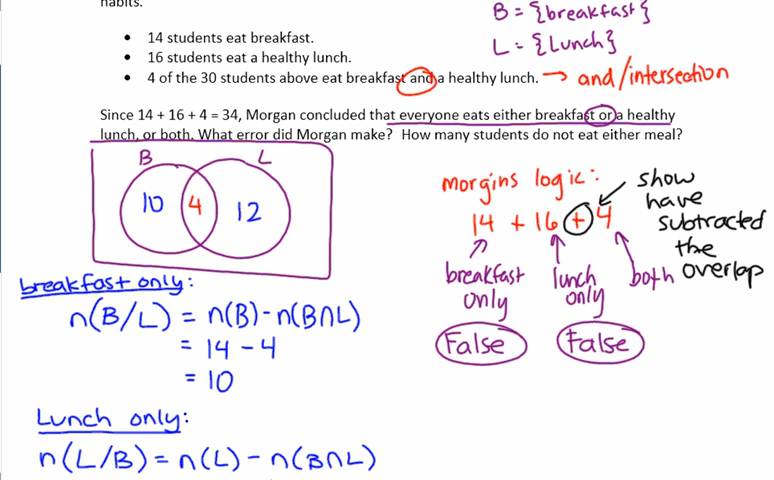 habits.
B = {breakfast}
L = {Lunch}
• 14 students eat breakfast.
• 16 students eat a healthy lunch.
• 4 of the 30 students above eat breakfast and a healthy lunch. → and/intersection
Since 14 + 16 + 4 = 34, Morgan concluded that everyone eats either breakfast or a healthy
lunch, or both. What error did Morgan make? How many students do not eat either meal?
B L
10 4 12
morgins logic:
14 + 16 + 4
show
have
subtracted
the
overlap
breakfast
only
lunch
only
both
False
False
breakfast only:
n(B/L) = n(B) - n(B∩L)
= 14 - 4
= 10
Lunch only:
n(L/B) = n(L) - n(B∩L)